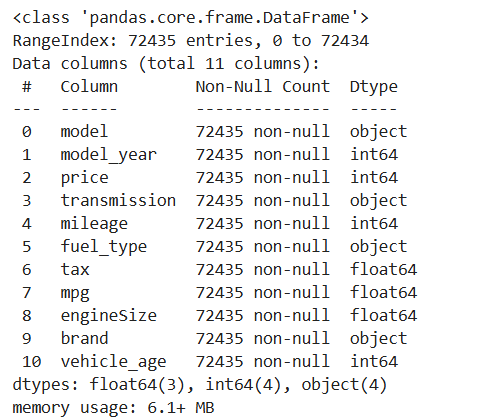 <class 'pandas.core.frame.DataFrame'>
RangeIndex: 72435 entries, 0 to 72434
Data columns (total 11 columns):
 #   Column        Non-Null Count  Dtype
---  ------        --------------  -----
 0   model         72435 non-null  object
 1   model_year    72435 non-null  int64
 2   price         72435 non-null  int64
 3   transmission  72435 non-null  object
 4   mileage       72435 non-null  int64
 5   fuel_type     72435 non-null  object
 6   tax           72435 non-null  float64
 7   mpg           72435 non-null  float64
 8   engineSize    72435 non-null  float64
 9   brand         72435 non-null  object
 10  vehicle_age   72435 non-null  int64
dtypes: float64(3), int64(4), object(4)
memory usage: 6.1+ MB